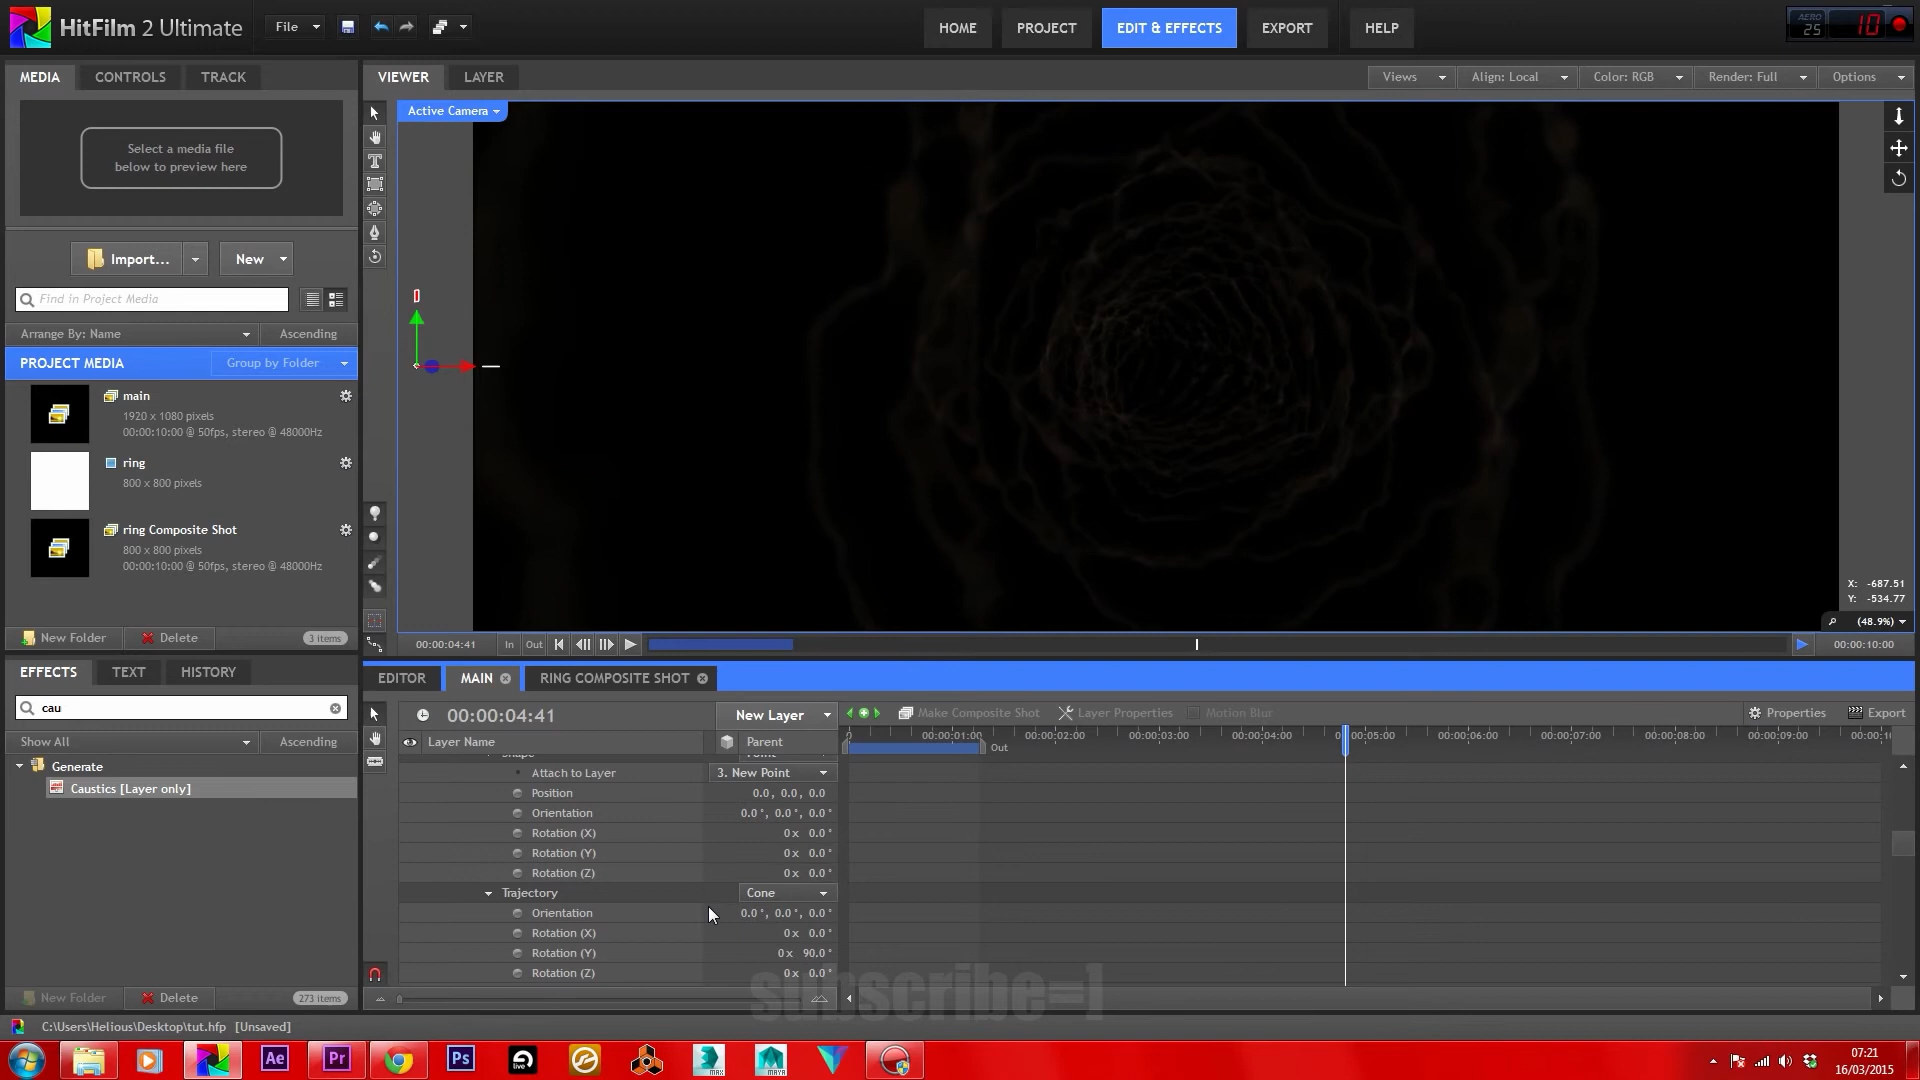 HitFilm 2 Ultimate
File
HOME
PROJECT
EDIT & EFFECTS
EXPORT
HELP
AERO
25
10
MEDIA
CONTROLS
TRACK
VIEWER
LAYER
Views
Align: Local
Color: RGB
Render: Full
Options
Active Camera
Select a media file
below to preview here
Import...
New
Find in Project Media
Arrange By: Name
Ascending
PROJECT MEDIA
Group by Folder
main
1920 x 1080 pixels
00:00:10:00 @ 50fps, stereo @ 48000Hz
ring
800 x 800 pixels
ring Composite Shot
800 x 800 pixels
00:00:10:00 @ 50fps, stereo @ 48000Hz
X: -687.51
Y: -534.77
(48.9%)
New Folder
Delete
3 items
00:00:04:41
In
Out
00:00:10:00
EFFECTS
TEXT
HISTORY
EDITOR
MAIN
RING COMPOSITE SHOT
cau
00:00:04:41
New Layer
Make Composite Shot
Layer Properties
Motion Blur
Properties
Export
Show All
Ascending
Layer Name
Parent
0
00:00:01:00
00:00:02:00
00:00:03:00
00:00:04:00
00:00:05:00
00:00:06:00
00:00:07:00
00:00:08:00
00:00:09:00
Out
Generate
Caustics [Layer only]
Attach to Layer
3. New Point
Position
0.0, 0.0, 0.0
Orientation
0.0°, 0.0°, 0.0°
Rotation (X)
0x 0.0°
Rotation (Y)
0x 0.0°
Rotation (Z)
0x 0.0°
Trajectory
Cone
Orientation
0.0°, 0.0°, 0.0°
Rotation (X)
0x 0.0°
Rotation (Y)
0x 90.0°
Rotation (Z)
0x 0.0°
subscribe=1
New Folder
Delete
273 items
C:\Users\Helious\Desktop\tut.hfp [Unsaved]
Ae
Pr
Ps
live
MAX
MAYA
07:21
16/03/2015